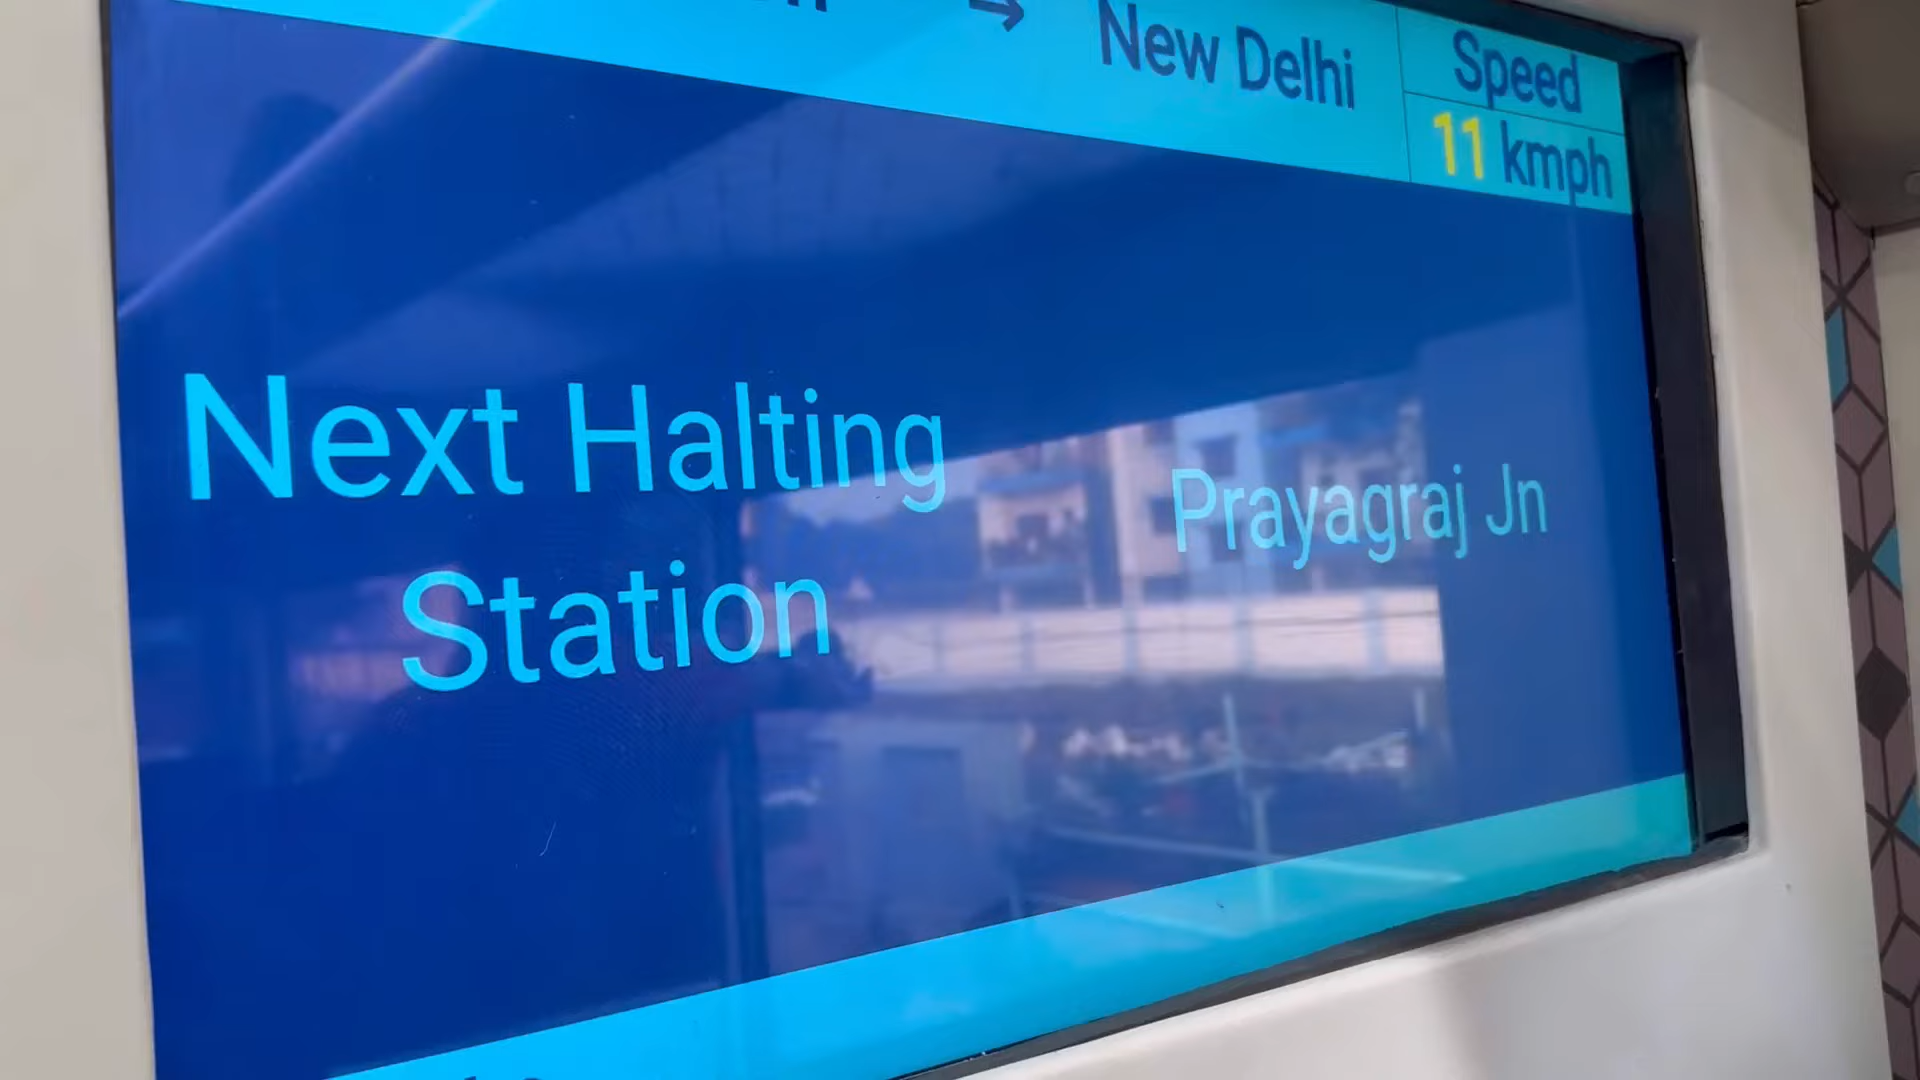 → New Delhi
Speed
11 kmph
Next Halting
Station
Prayagraj Jn